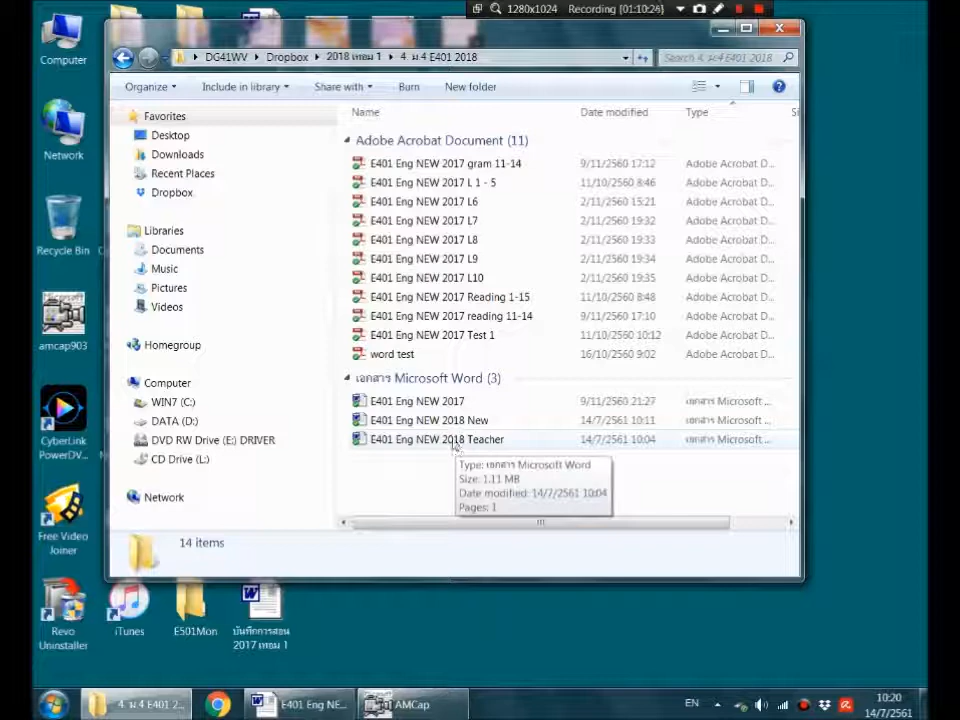 1280x1024 Recording [01:10:26]
DG41WV Dropbox 2018 เทอม 1 4 ม 4 E401 2018
Search 4 ม 4 E401 2018
Organize Include in library Share with Burn New folder
Name Date modified Type Si
Computer
Network
Recycle Bin
amcap903
CyberLink
PowerDV...
Free Video
Joiner
Revo
Uninstaller
iTunes
E501Mon
บันทึกการสอน
2017 เทอม 1
Favorites
Desktop
Downloads
Recent Places
Dropbox
Libraries
Documents
Music
Pictures
Videos
Homegroup
Computer
WIN7 (C:)
DATA (D:)
DVD RW Drive (E:) DRIVER
CD Drive (L:)
Network
Adobe Acrobat Document (11)
E401 Eng NEW 2017 gram 11-14 9/11/2560 17:12 Adobe Acrobat D...
E401 Eng NEW 2017 L 1 - 5 11/10/2560 8:46 Adobe Acrobat D...
E401 Eng NEW 2017 L6 2/11/2560 15:21 Adobe Acrobat D...
E401 Eng NEW 2017 L7 2/11/2560 19:32 Adobe Acrobat D...
E401 Eng NEW 2017 L8 2/11/2560 19:33 Adobe Acrobat D...
E401 Eng NEW 2017 L9 2/11/2560 19:34 Adobe Acrobat D...
E401 Eng NEW 2017 L10 2/11/2560 19:35 Adobe Acrobat D...
E401 Eng NEW 2017 Reading 1-15 11/10/2560 8:48 Adobe Acrobat D...
E401 Eng NEW 2017 reading 11-14 9/11/2560 17:10 Adobe Acrobat D...
E401 Eng NEW 2017 Test 1 11/10/2560 10:12 Adobe Acrobat D...
word test 16/10/2560 9:02 Adobe Acrobat D...
เอกสาร Microsoft Word (3)
E401 Eng NEW 2017 9/11/2560 21:27 เอกสาร Microsoft ...
E401 Eng NEW 2018 New 14/7/2561 10:11 เอกสาร Microsoft ...
E401 Eng NEW 2018 Teacher 14/7/2561 10:04 เอกสาร Microsoft ...
Type: เอกสาร Microsoft Word
Size: 1.11 MB
Date modified: 14/7/2561 10:04
Pages: 1
14 items
4 ม 4 E401 2... E401 Eng NE... AMCap EN 10:20
14/7/2561